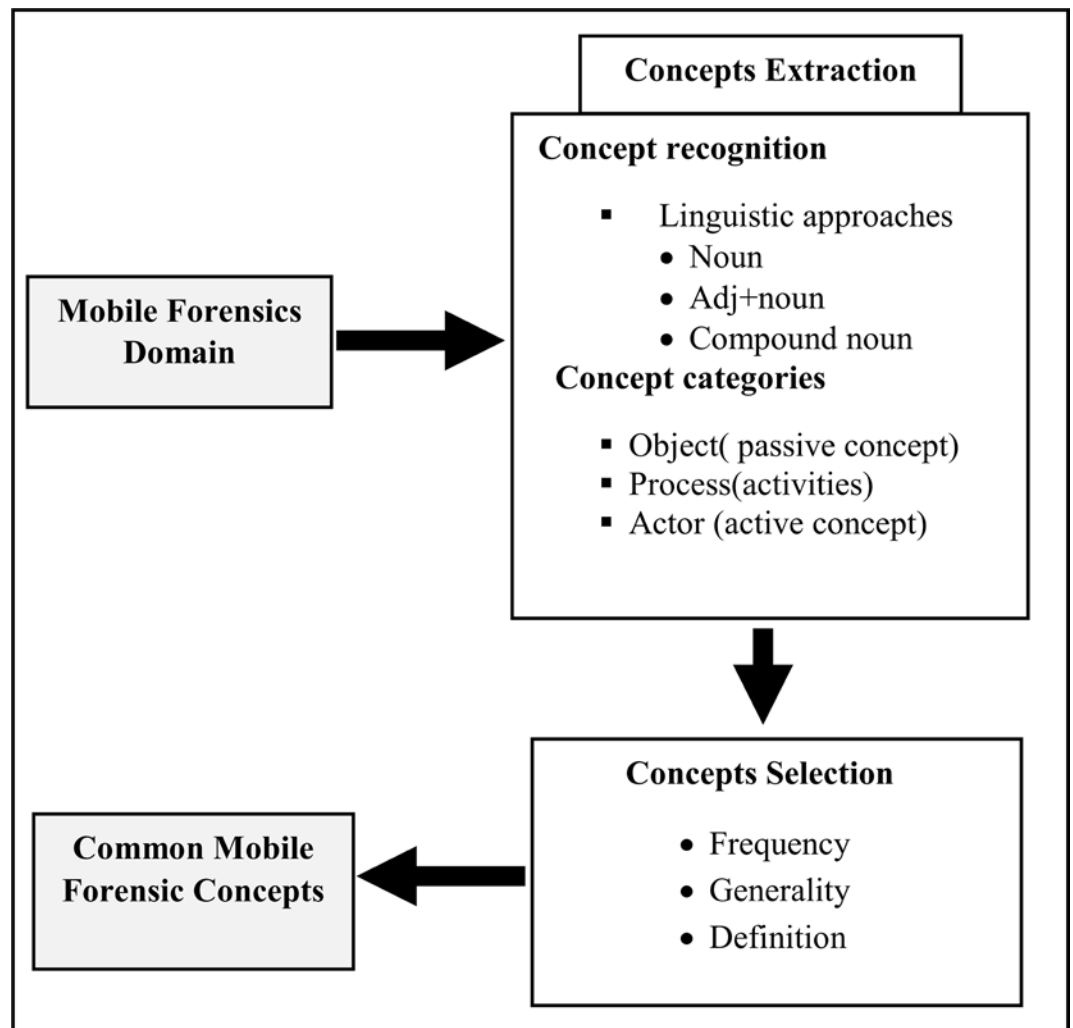 Concepts Extraction
Concept recognition
▪ Linguistic approaches
• Noun
• Adj+noun
• Compound noun
Concept categories
▪ Object( passive concept)
▪ Process(activities)
▪ Actor (active concept)
Mobile Forensics
Domain
Concepts Selection
• Frequency
• Generality
• Definition
Common Mobile
Forensic Concepts